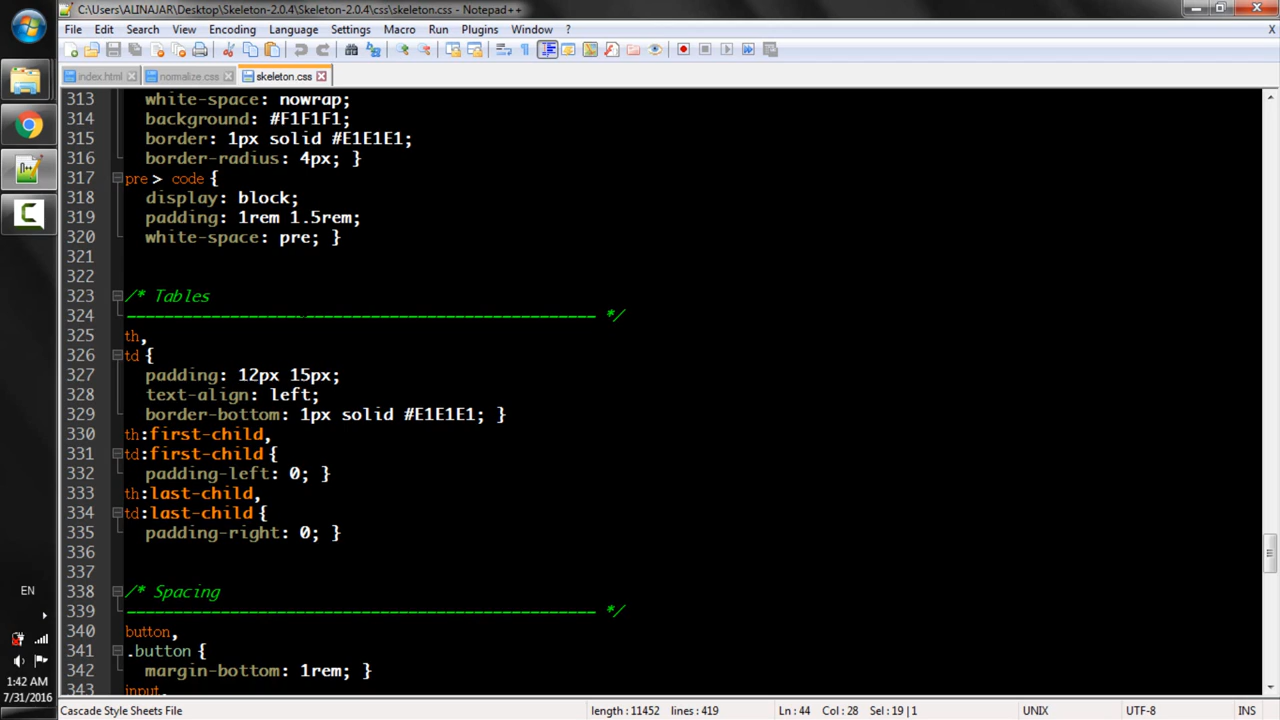 C:\Users\ALINAJAR\Desktop\Skeleton-2.0.4\Skeleton-2.0.4\css\skeleton.css - Notepad++
File Edit Search View Encoding Language Settings Macro Run Plugins Window ?
index.html normalize.css skeleton.css
313 white-space: nowrap;
314 background: #F1F1F1;
315 border: 1px solid #E1E1E1;
316 border-radius: 4px; }
317 pre > code {
318 display: block;
319 padding: 1rem 1.5rem;
320 white-space: pre; }
321
322
323 /* Tables
324 –––––––––––––––––––––––––––––––––––––––––––––––––– */
325 th,
326 td {
327 padding: 12px 15px;
328 text-align: left;
329 border-bottom: 1px solid #E1E1E1; }
330 th:first-child,
331 td:first-child {
332 padding-left: 0; }
333 th:last-child,
334 td:last-child {
335 padding-right: 0; }
336
337
338 /* Spacing
339 –––––––––––––––––––––––––––––––––––––––––––––––––– */
340 button,
341 .button {
342 margin-bottom: 1rem; }
343 input,
EN
1:42 AM
7/31/2016
Cascade Style Sheets File length : 11452 lines : 419 Ln : 44 Col : 28 Sel : 19 | 1 UNIX UTF-8 INS